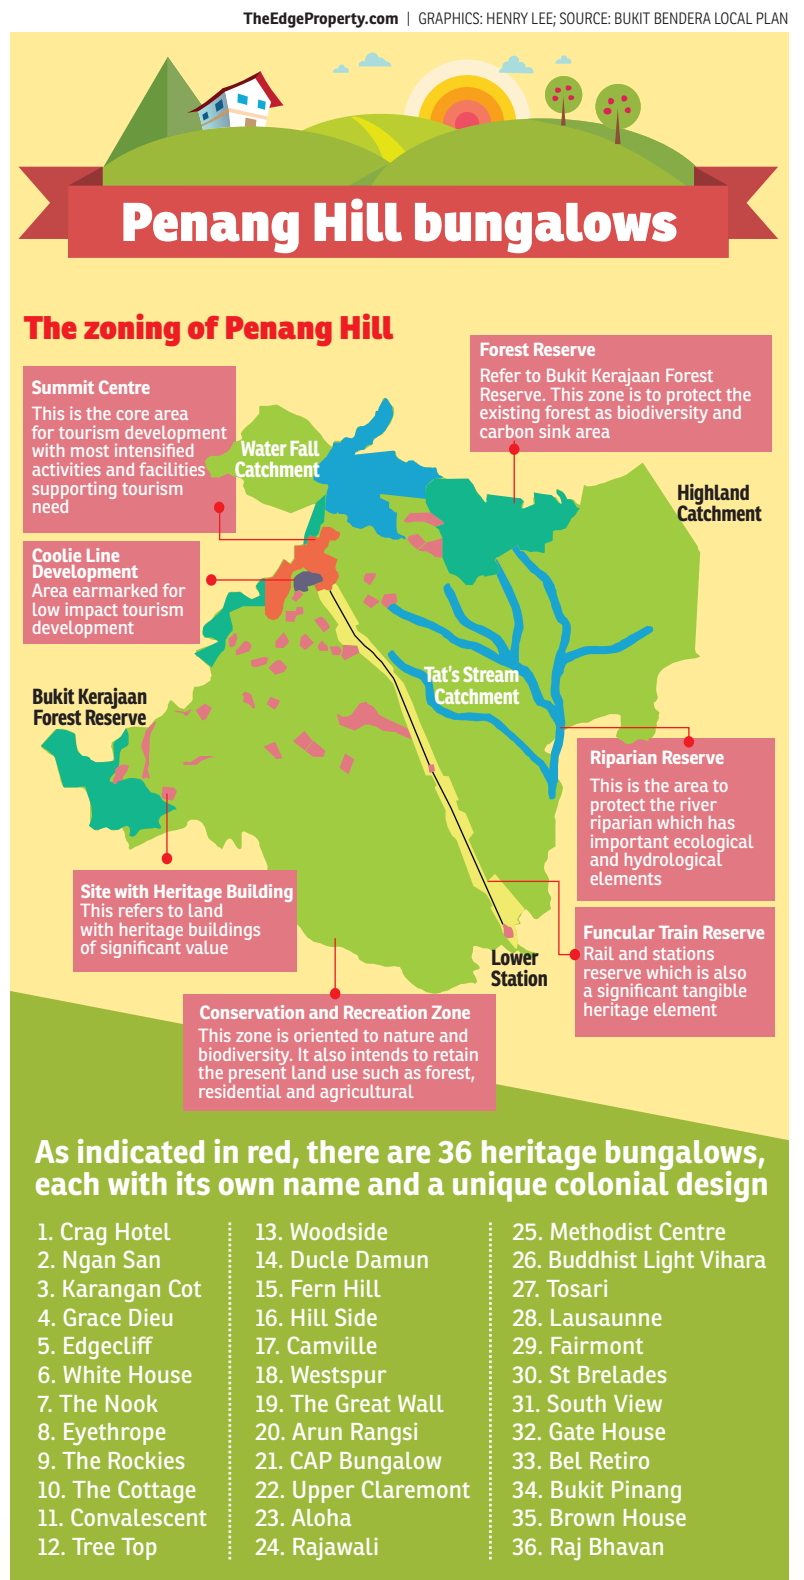 TheEdgeProperty.com | GRAPHICS: HENRY LEE; SOURCE: BUKIT BENDERA LOCAL PLAN
Penang Hill bungalows
The zoning of Penang Hill
Summit Centre
This is the core area
for tourism development
with most intensified
activities and facilities
supporting tourism
need
Forest Reserve
Refer to Bukit Kerajaan Forest
Reserve. This zone is to protect the
existing forest as biodiversity and
carbon sink area
Water Fall
Catchment
Highland
Catchment
Coolie Line
Development
Area earmarked for
low impact tourism
development
Bukit Kerajaan
Forest Reserve
Tat's Stream
Catchment
Riparian Reserve
This is the area to
protect the river
riparian which has
important ecological
and hydrological
elements
Site with Heritage Building
This refers to land
with heritage buildings
of significant value
Funcular Train Reserve
Rail and stations
reserve which is also
a significant tangible
heritage element
Lower
Station
Conservation and Recreation Zone
This zone is oriented to nature and
biodiversity. It also intends to retain
the present land use such as forest,
residential and agricultural
As indicated in red, there are 36 heritage bungalows,
each with its own name and a unique colonial design
1. Crag Hotel
2. Ngan San
3. Karangan Cot
4. Grace Dieu
5. Edgecliff
6. White House
7. The Nook
8. Eyethrope
9. The Rockies
10. The Cottage
11. Convalescent
12. Tree Top
13. Woodside
14. Ducle Damun
15. Fern Hill
16. Hill Side
17. Camville
18. Westspur
19. The Great Wall
20. Arun Rangsi
21. CAP Bungalow
22. Upper Claremont
23. Aloha
24. Rajawali
25. Methodist Centre
26. Buddhist Light Vihara
27. Tosari
28. Lausaunne
29. Fairmont
30. St Brelades
31. South View
32. Gate House
33. Bel Retiro
34. Bukit Pinang
35. Brown House
36. Raj Bhavan